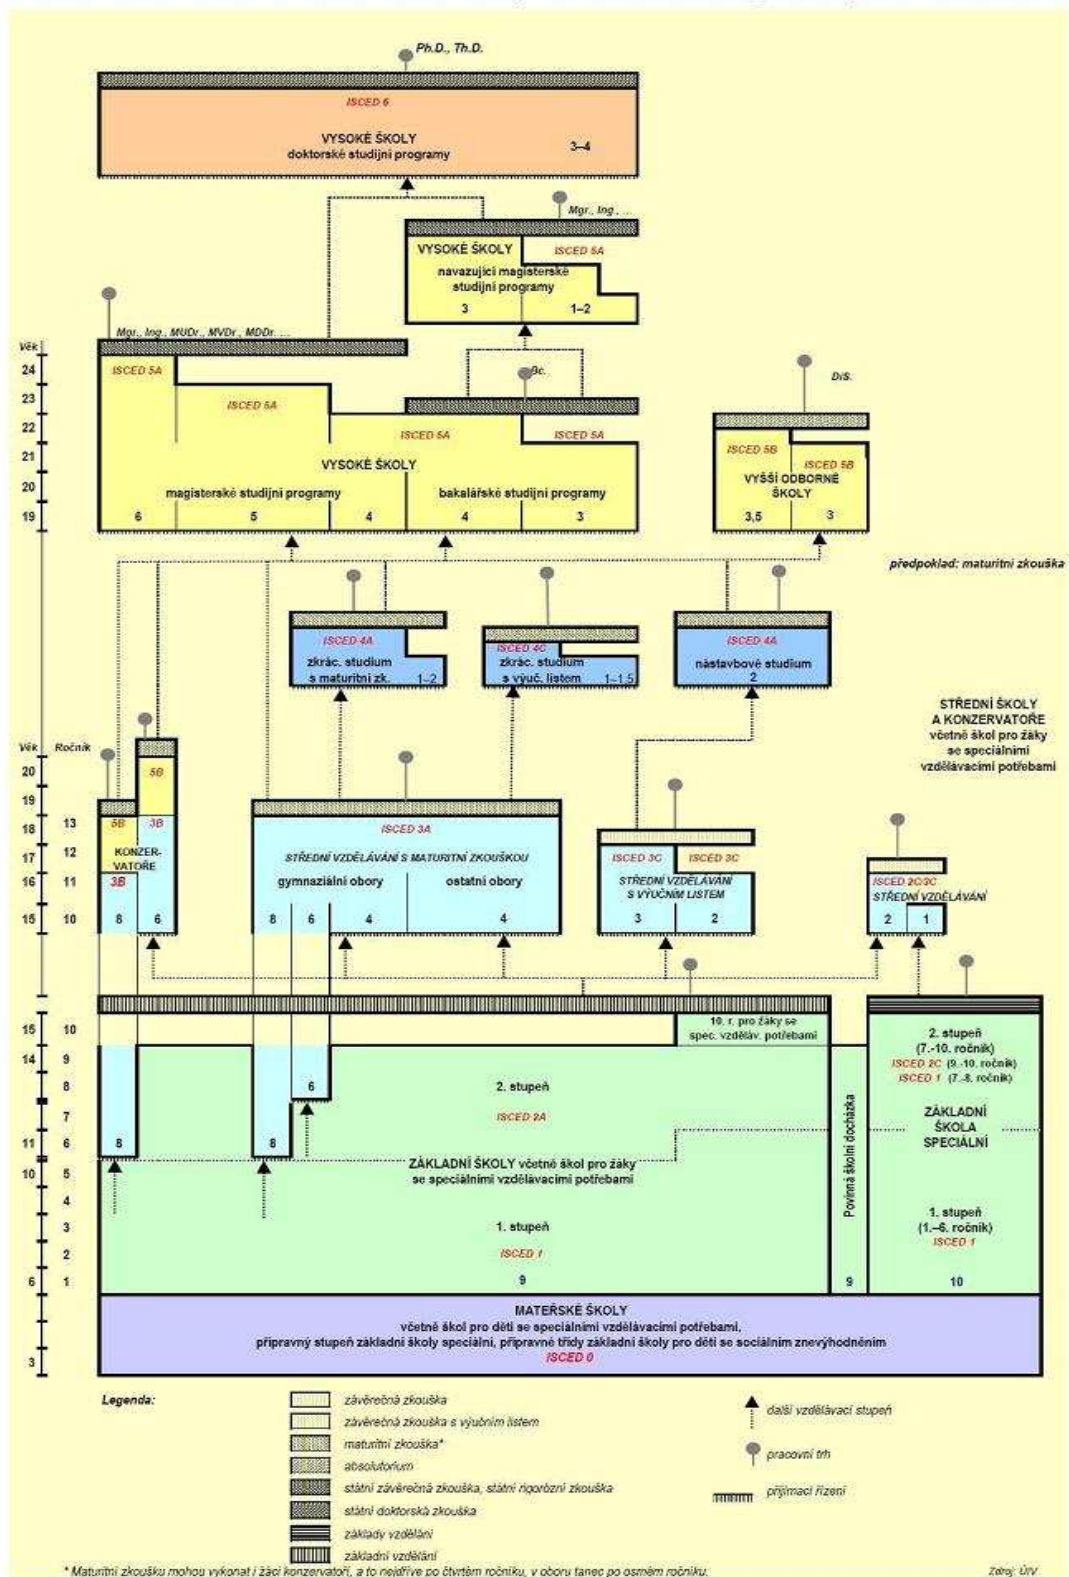 Ph.D., Th.D.
ISCED 6
VYSOKÉ ŠKOLY
doktorské studijní programy
3–4
Mgr., Ing., ...
VYSOKÉ ŠKOLY
ISCED 5A
navazující magisterské
studijní programy
3
1–2
Mgr., Ing., MUDr., MVDr., MDDr. ...
Věk
24
23
22
21
20
19
ISCED 5A
ISCED 5A
ISCED 5A
Bc.
ISCED 5A
VYSOKÉ ŠKOLY
magisterské studijní programy
bakalářské studijní programy
6
5
4
4
3
DiS.
ISCED 5B
ISCED 5B
VYŠŠÍ ODBORNÉ
ŠKOLY
3,5
3
předpoklad: maturitní zkouška
ISCED 4A
zkrác. studium
s maturitní zk.
1–2
ISCED 4C
zkrác. studium
s výuč. listem
1–1,5
ISCED 4A
nástavbové studium
2
STŘEDNÍ ŠKOLY
A KONZERVATOŘE
včetně škol pro žáky
se speciálními
vzdělávacími potřebami
Věk Ročník
20
19
18 13
17 12
16 11
15 10
5B
5B
3B
KONZER-
VATOŘE
3B
8
6
ISCED 3A
STŘEDNÍ VZDĚLÁVÁNÍ S MATURITNÍ ZKOUŠKOU
gymnaziální obory
ostatní obory
8
6
4
4
ISCED 3C
ISCED 3C
STŘEDNÍ VZDĚLÁVÁNÍ
S VÝUČNÍM LISTEM
3
2
ISCED 2C/3C
STŘEDNÍ VZDĚLÁVÁNÍ
2
1
15 10
14 9
8
7
11 6
10 5
4
3
2
6 1
3
10. r. pro žáky se
spec. vzděláv. potřebami
6
8
8
2. stupeň
ISCED 2A
ZÁKLADNÍ ŠKOLY včetně škol pro žáky
se speciálními vzdělávacími potřebami
1. stupeň
ISCED 1
9
Povinná školní docházka
9
2. stupeň
(7.-10. ročník)
ISCED 2C (9.-10. ročník)
ISCED 1 (7.-8. ročník)
ZÁKLADNÍ
ŠKOLA
SPECIÁLNÍ
1. stupeň
(1.–6. ročník)
ISCED 1
10
MATEŘSKÉ ŠKOLY
včetně škol pro děti se speciálními vzdělávacími potřebami,
přípravný stupeň základní školy speciální, přípravné třídy základní školy pro děti se sociálním znevýhodněním
ISCED 0
Legenda:
závěrečná zkouška
závěrečná zkouška s výučním listem
maturitní zkouška*
absolutorium
státní závěrečná zkouška, státní rigorózní zkouška
státní doktorská zkouška
základy vzdělání
základní vzdělání
další vzdělávací stupeň
pracovní trh
přijímací řízení
* Maturitní zkoušku mohou vykonat i žáci konzervatoří, a to nejdříve po čtvrtém ročníku, v oboru tanec po osmém ročníku.
Zdroj: ÚIV